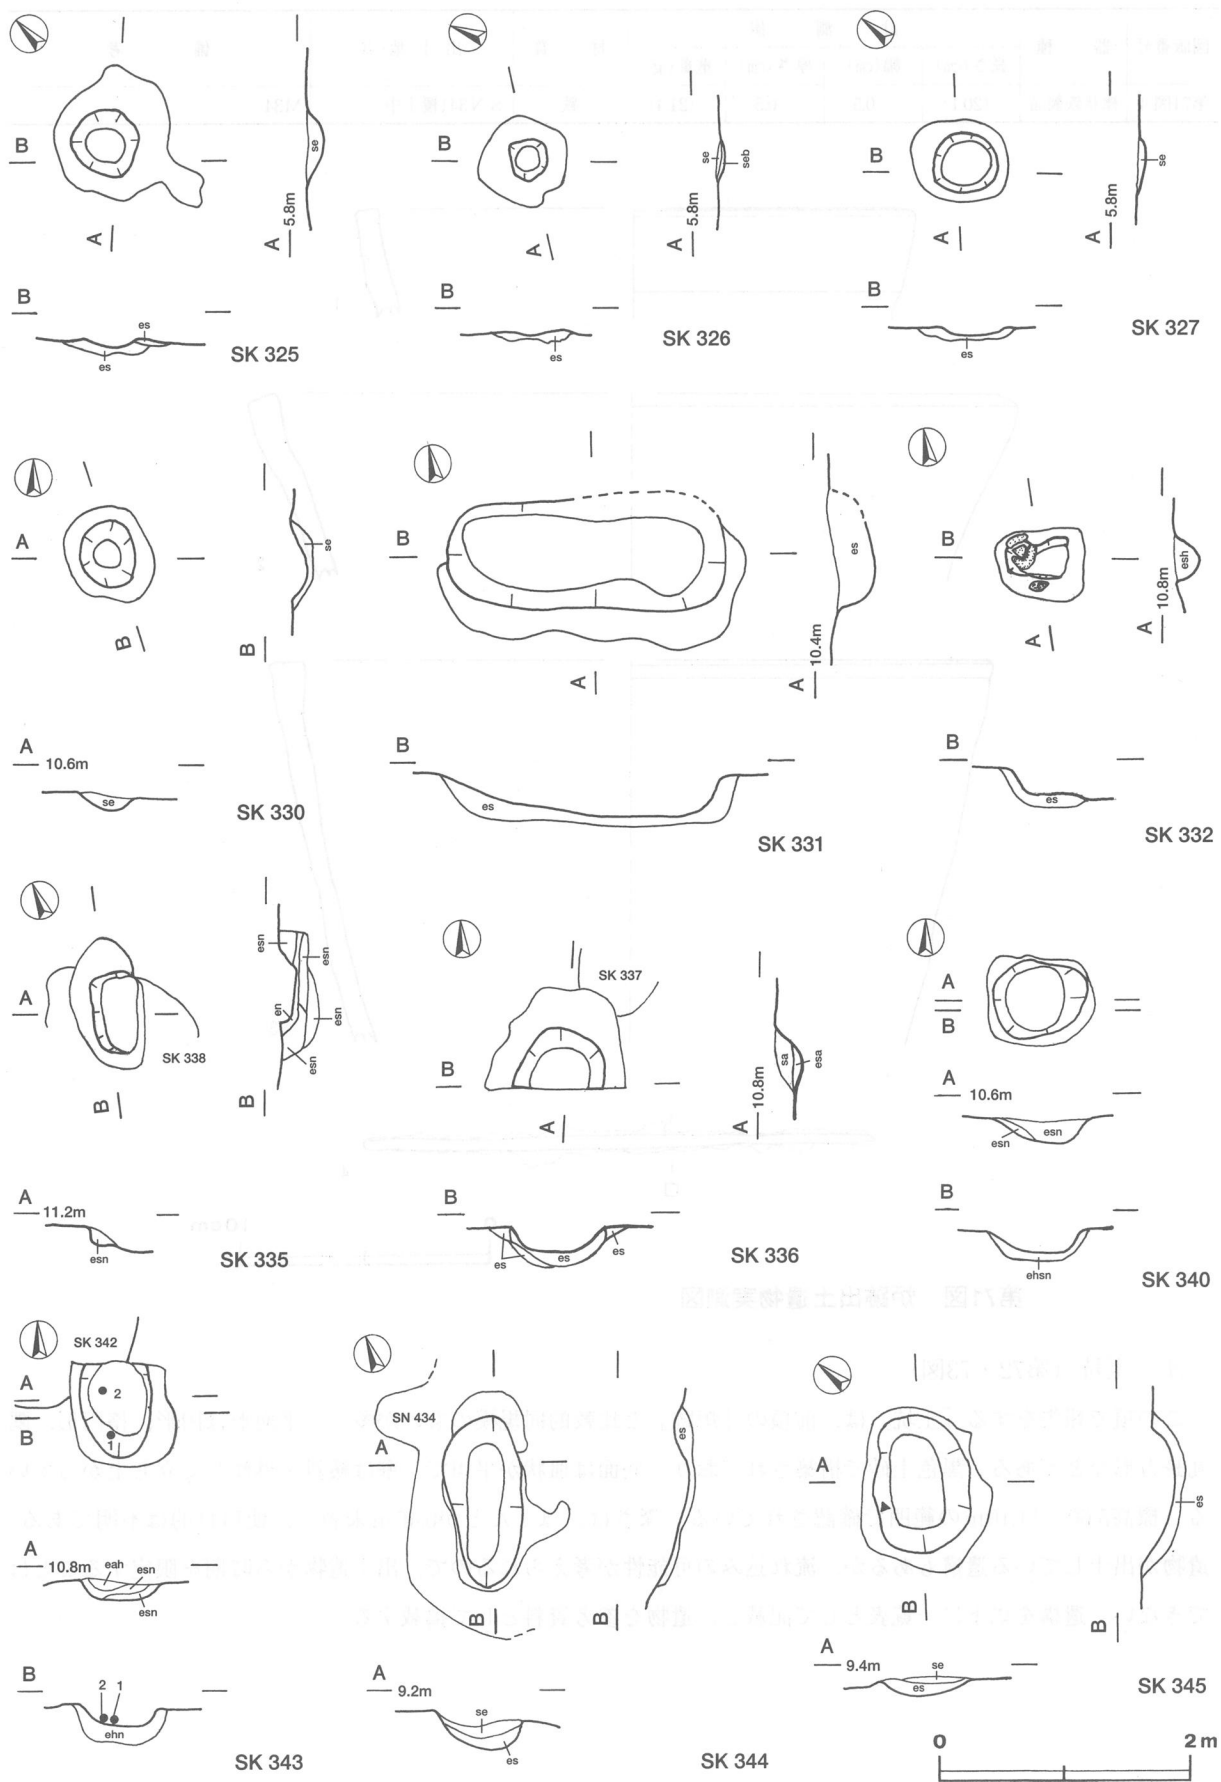 B
A
A 5.8m
se
B
es
es
SK 325
B
A
A 5.8m
se
seb
B
es
SK 326
B
A
A 5.8m
se
B
es
SK 327
A
B
B
se
A 10.6m
se
SK 330
B
A
A 10.4m
es
B
es
SK 331
B
A
A 10.8m
esh
B
es
SK 332
A
B
SK 338
B
esn
esn
en
esn
esn
A 11.2m
esn
SK 335
SK 337
B
A
A 10.8m
sa
esa
B
es
es
es
SK 336
A
B
A 10.6m
esn
esn
B
ehsn
SK 340
SK 342
A
B
2
1
A 10.8m
eah
esn
esn
B
2 1
ehn
SK 343
SN 434
A
B
B
es
A 9.2m
se
es
SK 344
A
B
B
es
A 9.4m
se
es
SK 345
0 2 m